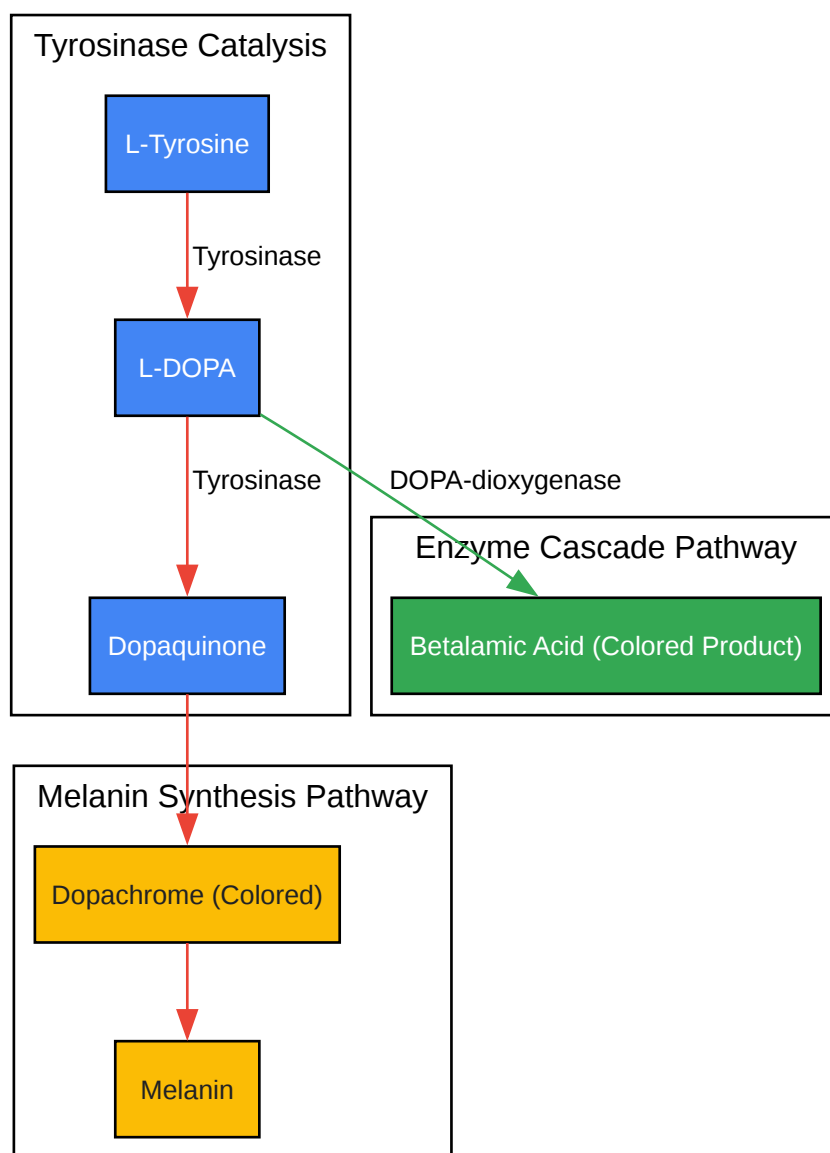 Tyrosinase Catalysis
L-Tyrosine
Tyrosinase
L-DOPA
Tyrosinase
DOPA-dioxygenase
Enzyme Cascade Pathway
Dopaquinone
Betalamic Acid (Colored Product)
Melanin Synthesis Pathway
Dopachrome (Colored)
Melanin